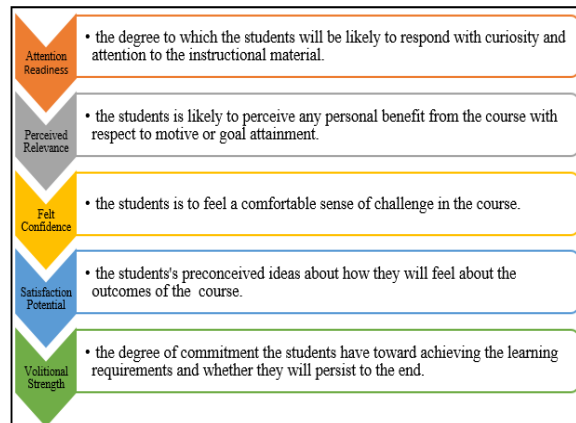 Attention
Readiness
• the degree to which the students will be likely to respond with curiosity and
attention to the instructional material.
Perceived
Relevance
• the students is likely to perceive any personal benefit from the course with
respect to motive or goal attainment.
Felt
Confidence
• the students is to feel a comfortable sense of challenge in the course.
Satisfaction
Potential
• the students's preconceived ideas about how they will feel about the
outcomes of the course.
Volitional
Strength
• the degree of commitment the students have toward achieving the learning
requirements and whether they will persist to the end.